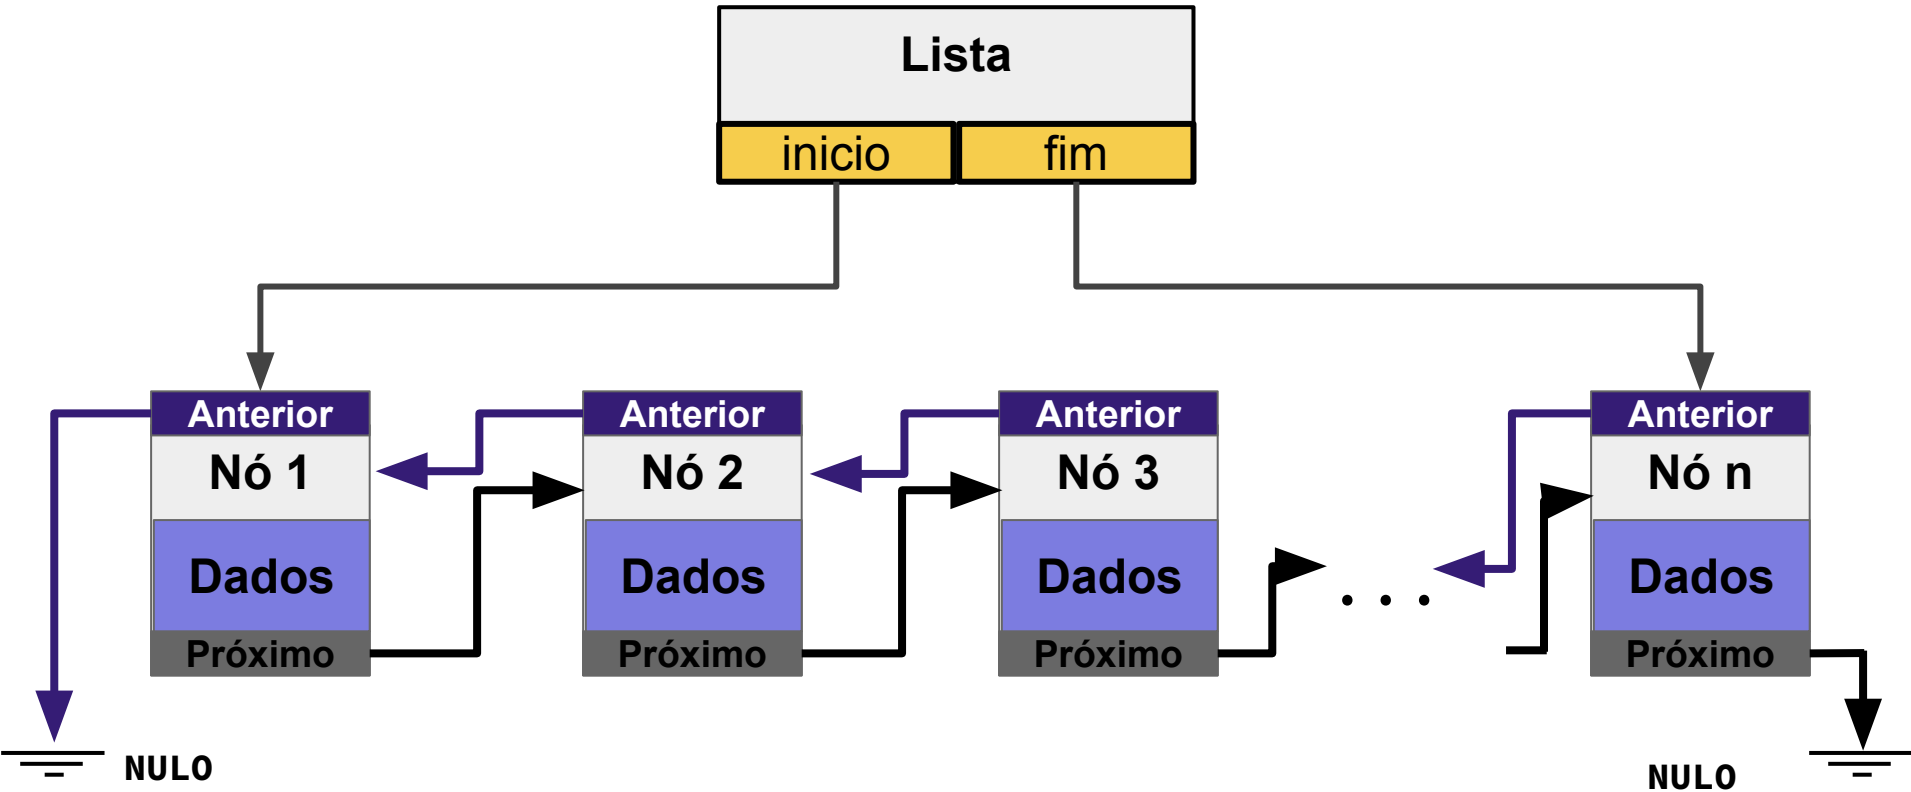 Lista
inicio fim
Anterior Anterior Anterior Anterior
Nó 1 Nó 2 Nó 3 Nó n
Dados Dados Dados . . . Dados
Próximo Próximo Próximo Próximo
NULO NULO